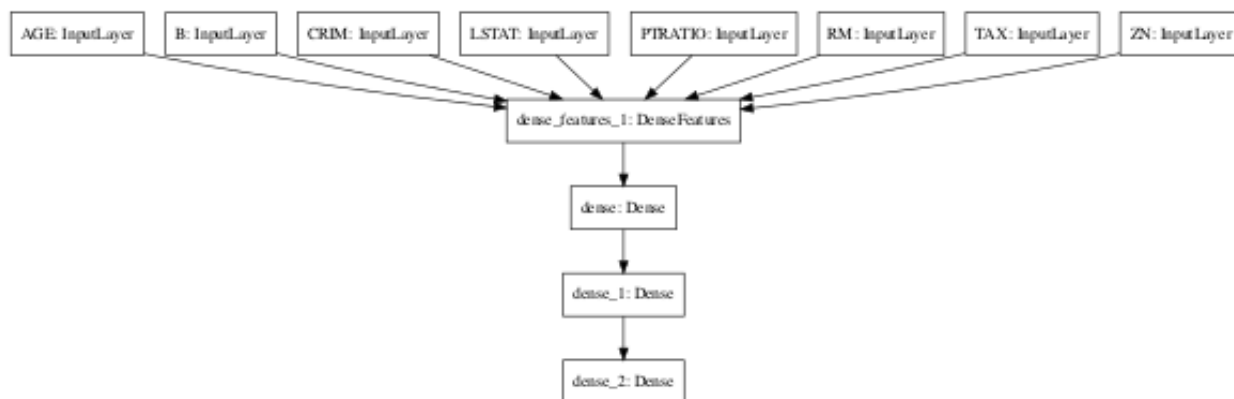 AGE: InputLayer
B: InputLayer
CRIM: InputLayer
LSTAT: InputLayer
PTRATIO: InputLayer
RM: InputLayer
TAX: InputLayer
ZN: InputLayer
dense_features_1: DenseFeatures
dense: Dense
dense_1: Dense
dense_2: Dense